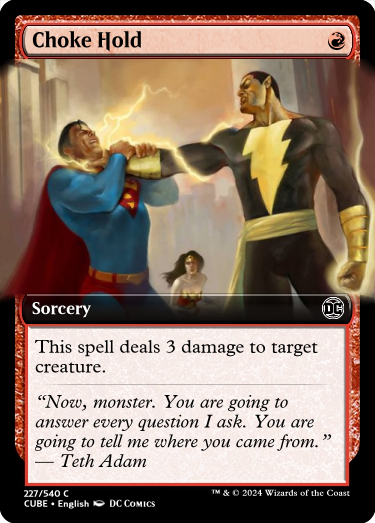 Choke Hold
Sorcery
DC
This spell deals 3 damage to target
creature.
“Now, monster. You are going to
answer every question I ask. You are
going to tell me where you came from.”
— Teth Adam
227/540 C
CUBE • English DC Comics
™ & © 2024 Wizards of the Coast